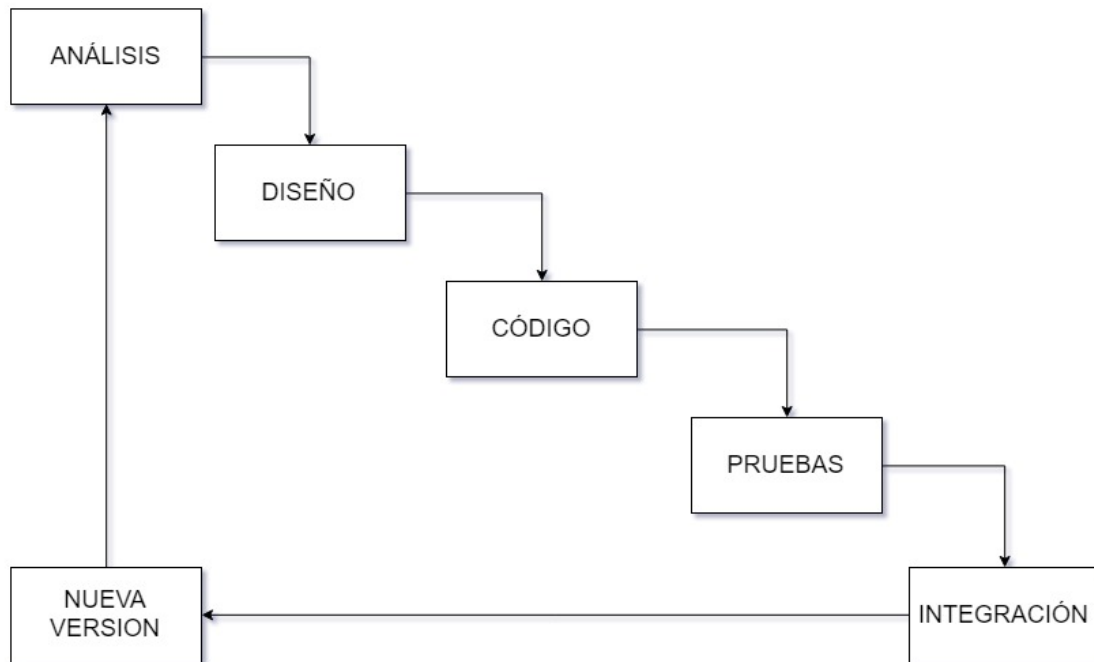 ANÁLISIS
DISEÑO
CÓDIGO
PRUEBAS
NUEVA
VERSION
INTEGRACIÓN